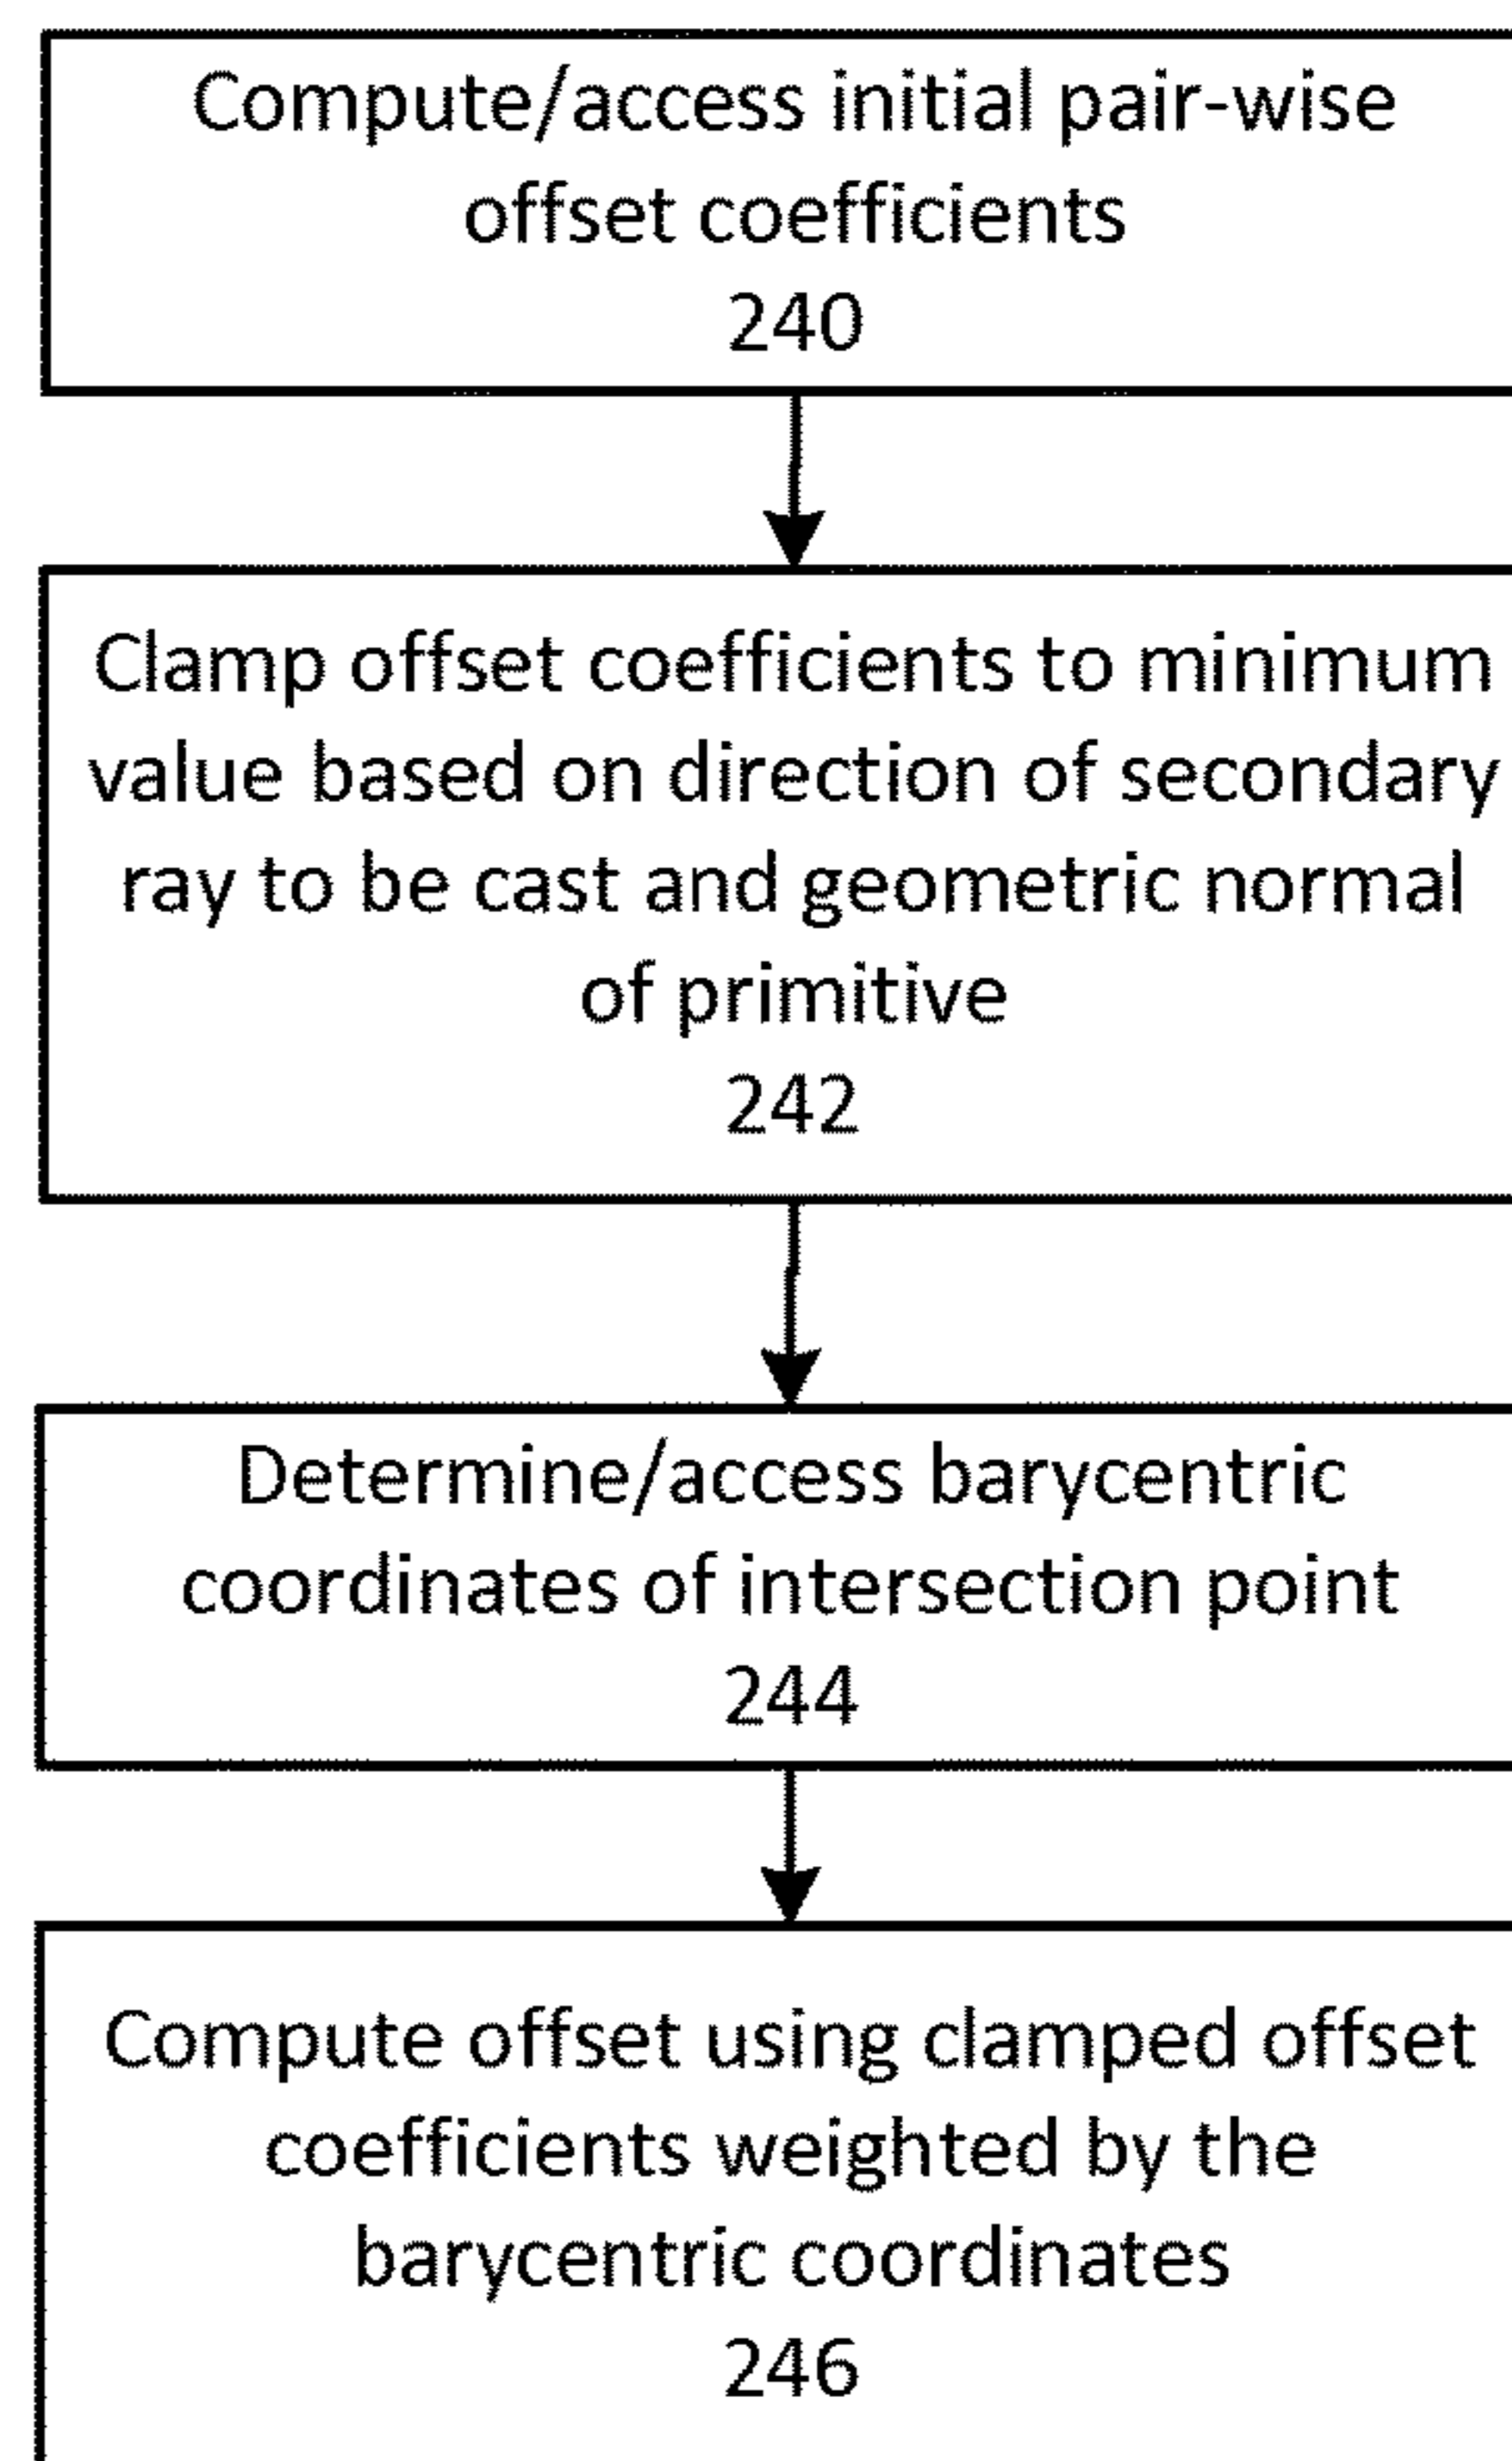 Compute/access initial pair-wise
offset coefficients
240
Clamp offset coefficients to minimum
value based on direction of secondary
ray to be cast and geometric normal
of primitive
242
Determine/access barycentric
coordinates of intersection point
244
Compute offset using clamped offset
coefficients weighted by the
barycentric coordinates
246